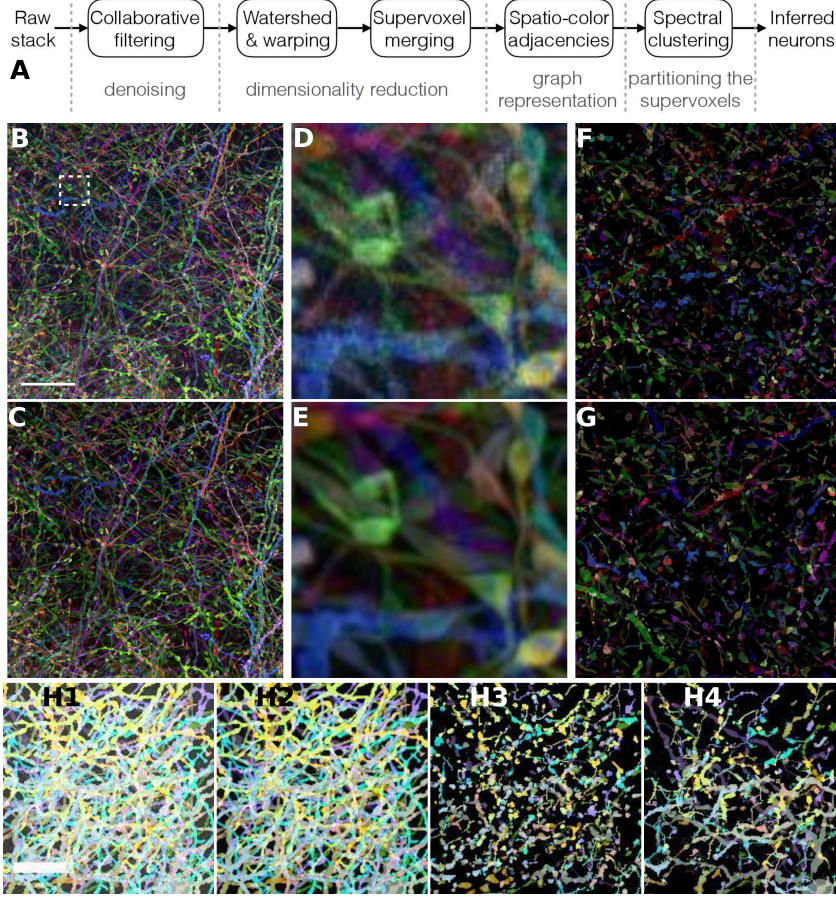 Raw stack
Collaborative filtering
Watershed & warping
Supervoxel merging
Spatio-color adjacencies
Spectral clustering
Inferred neurons
A
denoising
dimensionality reduction
graph representation
partitioning the supervoxels
B
D
F
C
E
G
H1
H2
H3
H4